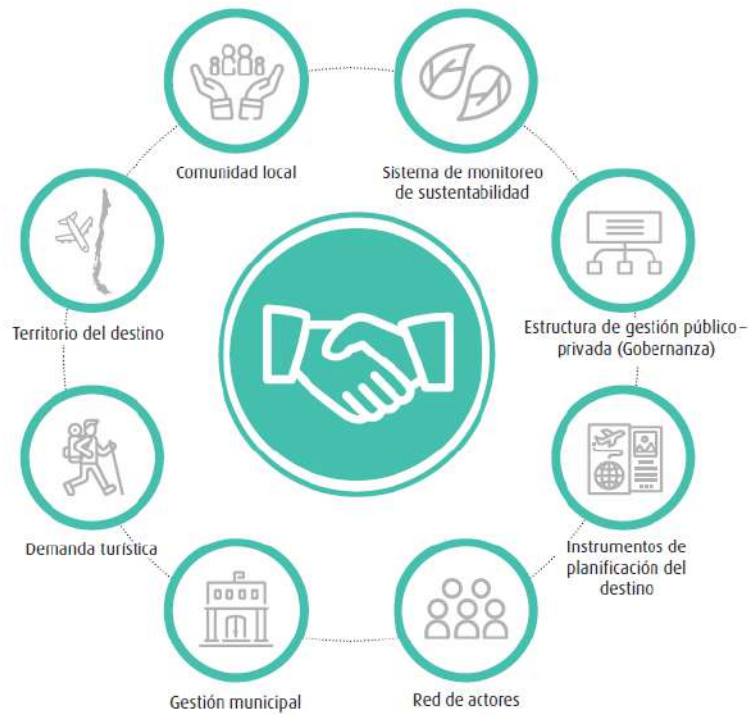 Comunidad local
Sistema de monitoreo
de sustentabilidad
Territorio del destino
Estructura de gestión público–
privada (Gobernanza)
Demanda turística
Instrumentos de
planificación del
destino
Gestión municipal
Red de actores